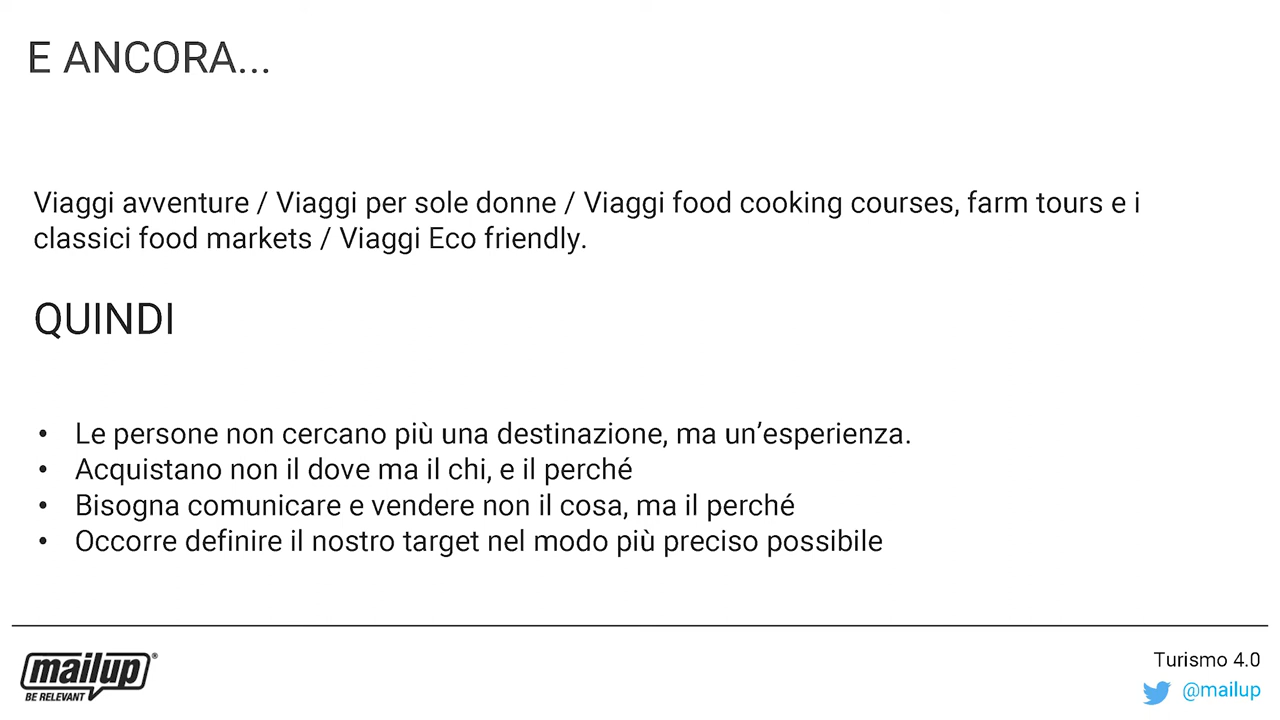 E ANCORA...
Viaggi avventure / Viaggi per sole donne / Viaggi food cooking courses, farm tours e i
classici food markets / Viaggi Eco friendly.
QUINDI
• Le persone non cercano più una destinazione, ma un’esperienza.
• Acquistano non il dove ma il chi, e il perché
• Bisogna comunicare e vendere non il cosa, ma il perché
• Occorre definire il nostro target nel modo più preciso possibile
mailup®
BE RELEVANT
Turismo 4.0
@mailup